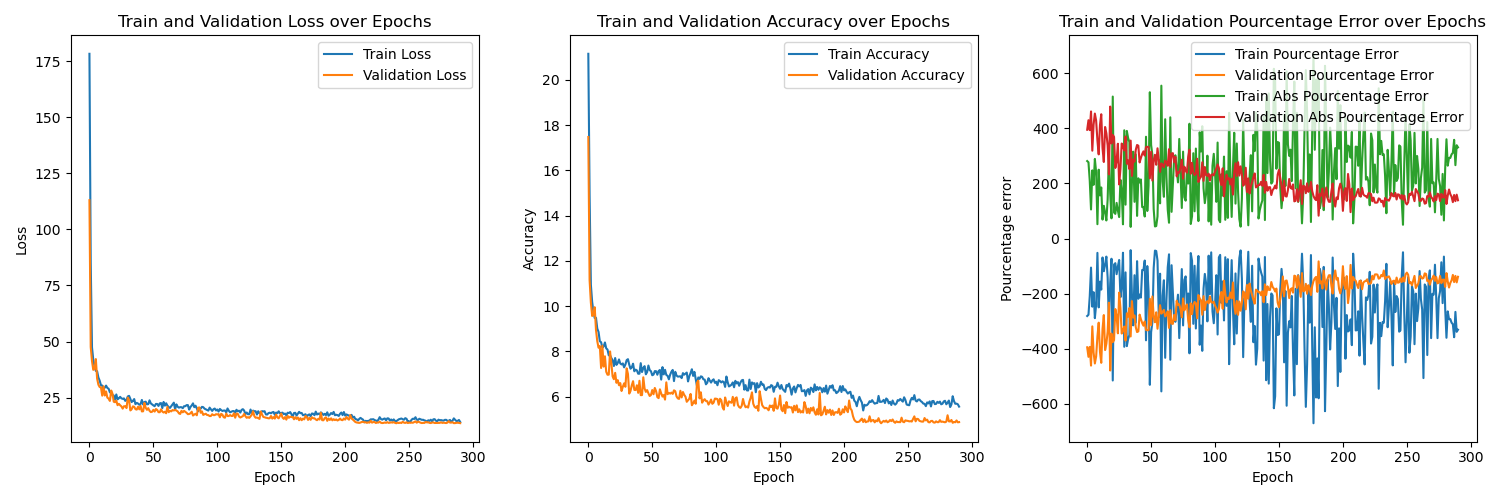 Train and Validation Loss over Epochs
Train Loss
Validation Loss
175
150
125
100
75
50
25
Loss
0
50
100
150
200
250
300
Epoch
Train and Validation Accuracy over Epochs
Train Accuracy
Validation Accuracy
20
18
16
14
12
10
8
6
Accuracy
0
50
100
150
200
250
300
Epoch
Train and Validation Pourcentage Error over Epochs
Train Pourcentage Error
Validation Pourcentage Error
Train Abs Pourcentage Error
Validation Abs Pourcentage Error
600
400
200
0
−200
−400
−600
Pourcentage error
0
50
100
150
200
250
300
Epoch